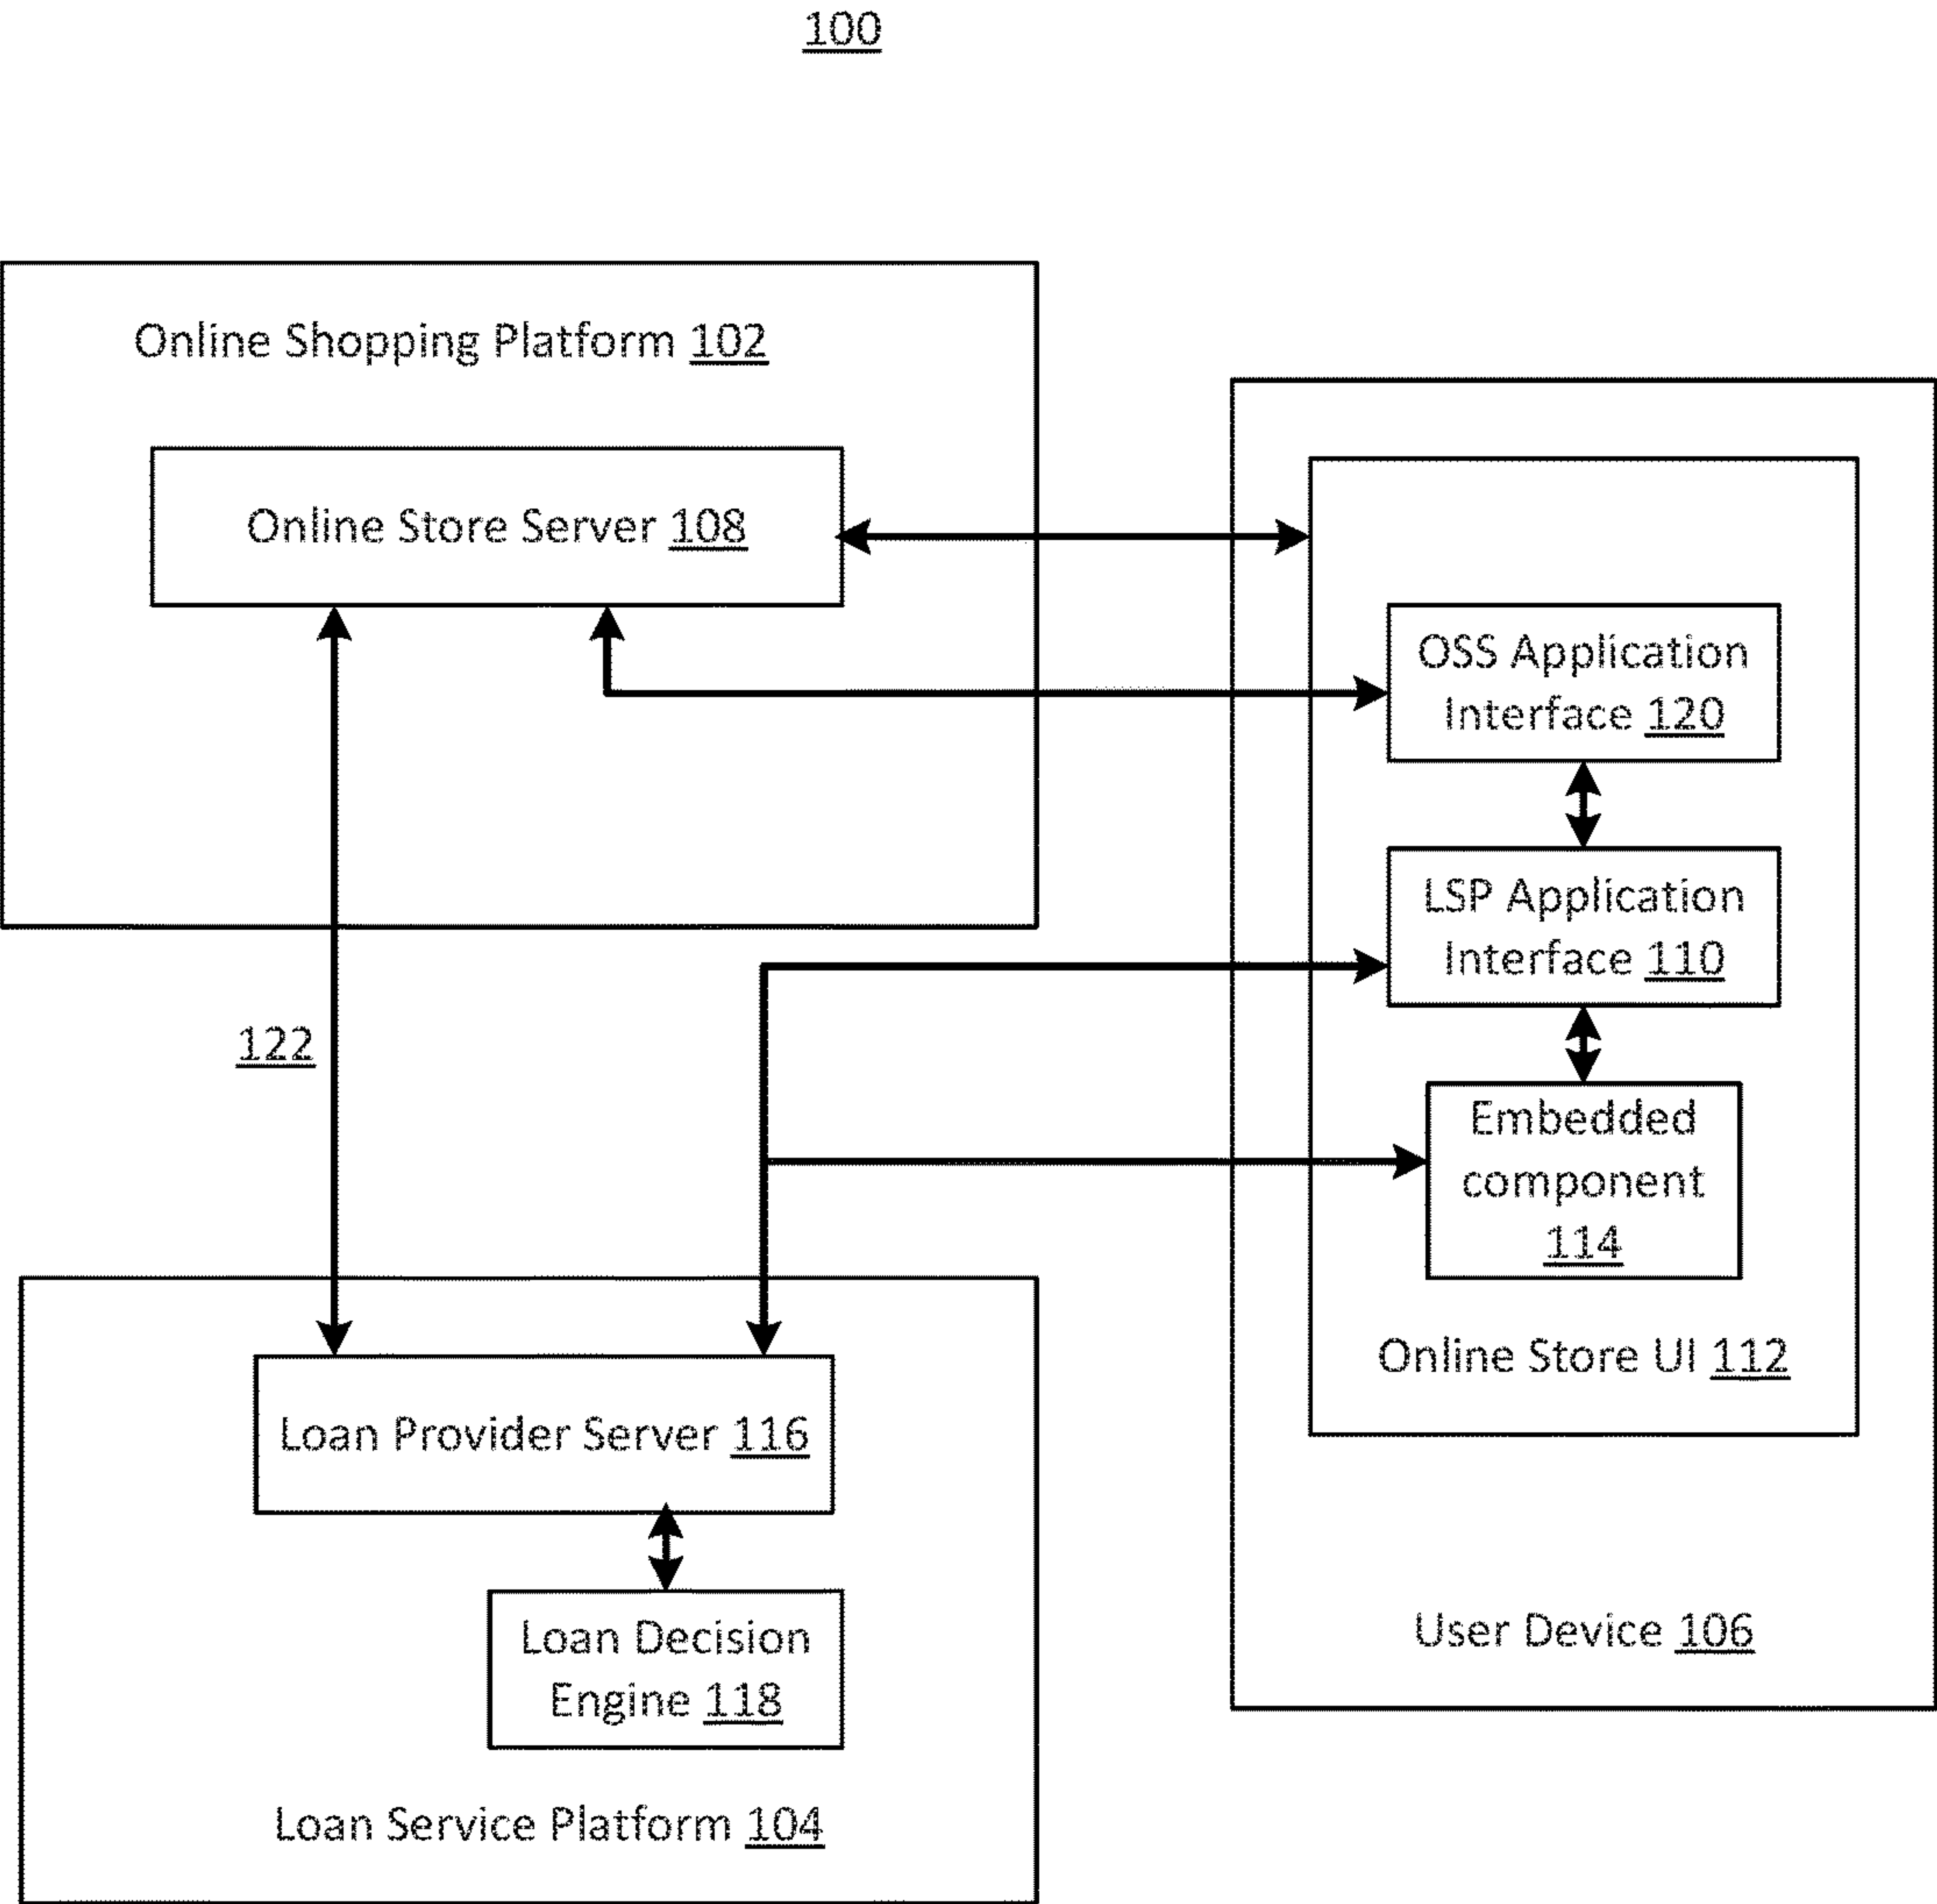 100
Online Shopping Platform 102
Online Store Server 108
OSS Application
Interface 120
LSP Application
Interface 110
122
Embedded
component
114
Online Store UI 112
Loan Provider Server 116
Loan Decision
Engine 118
User Device 106
Loan Service Platform 104